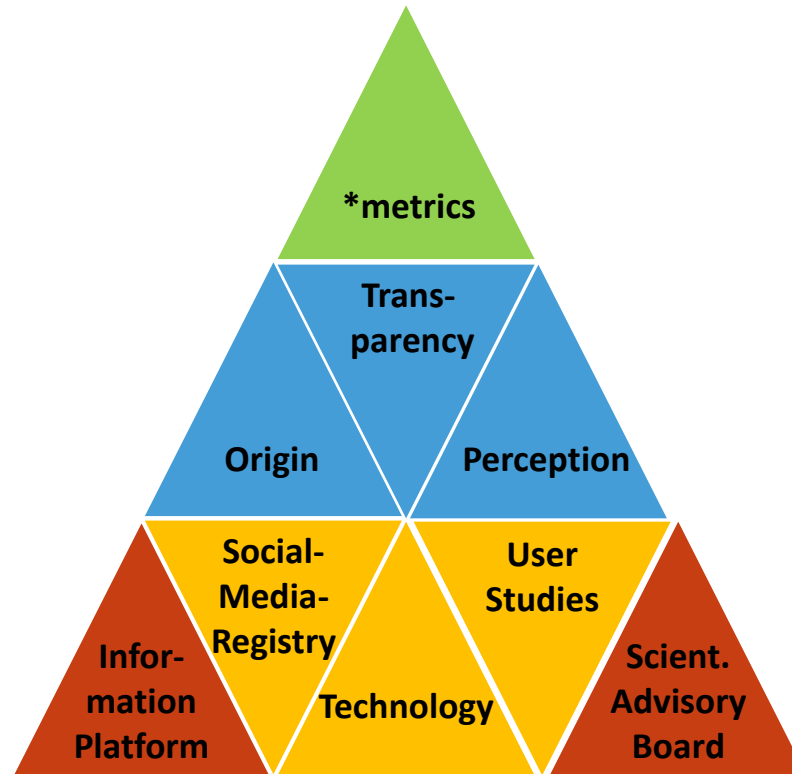 *metrics
Trans-
parency
Origin
Perception
Social-
Media-
Registry
User
Studies
Infor-
mation
Platform
Technology
Scient.
Advisory
Board